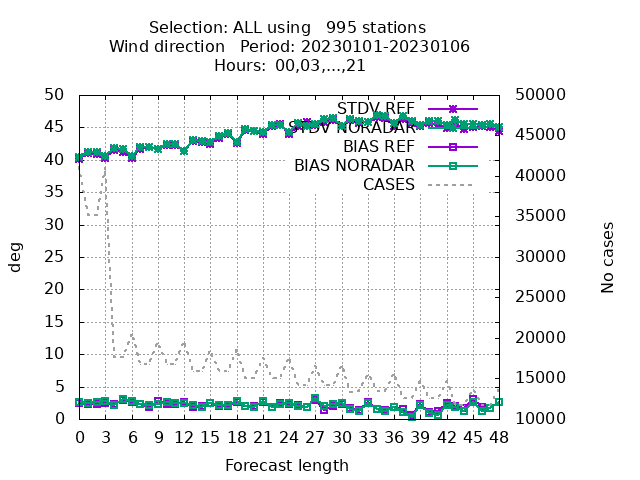 Selection: ALL using   995 stations
Wind direction   Period: 20230101-20230106
Hours: 00,03,...,21
STDV REF
STDV NORADAR
BIAS REF
BIAS NORADAR
CASES
50
45
40
35
30
25
20
15
10
5
0
deg
50000
45000
40000
35000
30000
25000
20000
15000
10000
No cases
0 3 6 9 12 15 18 21 24 27 30 33 36 39 42 45 48
Forecast length